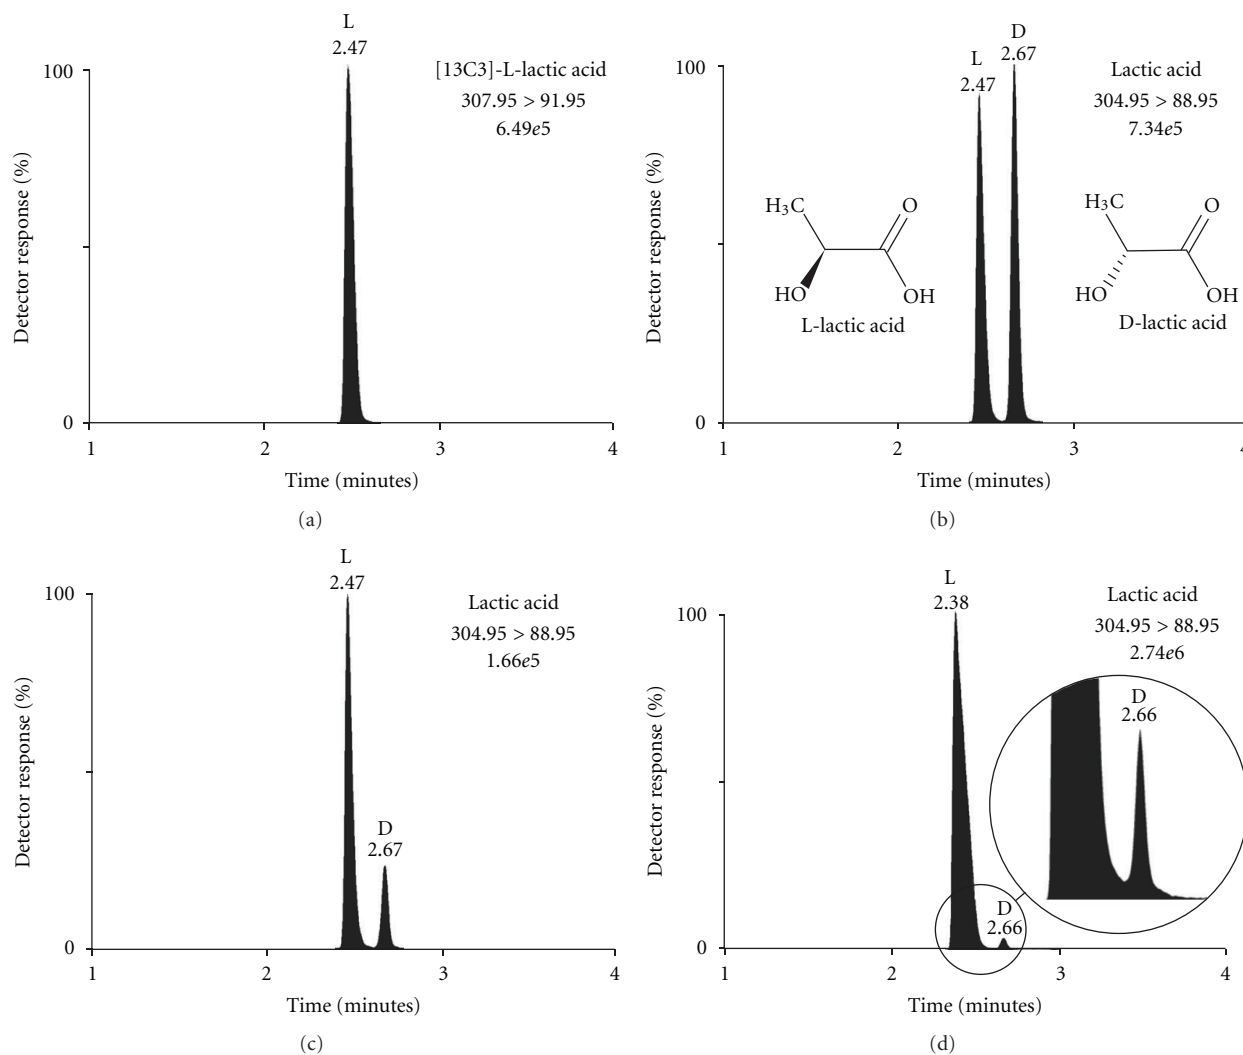 L
2.47
[13C3]-L-lactic acid
307.95 > 91.95
6.49e5
100
Detector response (%)
0
1
2
3
4
Time (minutes)
(a)
D
2.67
L
2.47
Lactic acid
304.95 > 88.95
7.34e5
100
Detector response (%)
H₃C
O
HO
OH
L-lactic acid
H₃C
O
HO
OH
D-lactic acid
0
1
2
3
4
Time (minutes)
(b)
L
2.47
Lactic acid
304.95 > 88.95
1.66e5
100
Detector response (%)
D
2.67
0
1
2
3
4
Time (minutes)
(c)
L
2.38
Lactic acid
304.95 > 88.95
2.74e6
100
Detector response (%)
D
2.66
D
2.66
0
1
2
3
4
Time (minutes)
(d)